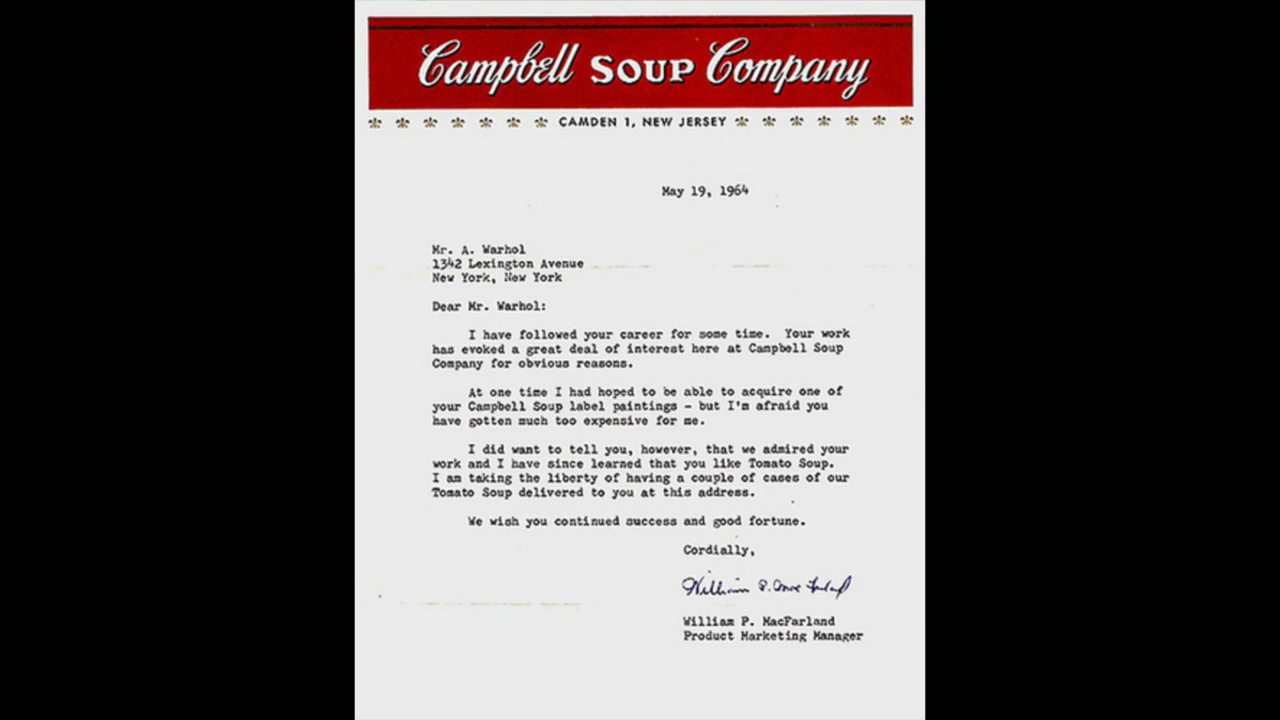 Campbell SOUP Company
CAMDEN 1, NEW JERSEY
May 19, 1964
Mr. A. Warhol
1342 Lexington Avenue
New York, New York
Dear Mr. Warhol:
I have followed your career for some time. Your work
has evoked a great deal of interest here at Campbell Soup
Company for obvious reasons.
At one time I had hoped to be able to acquire one of
your Campbell Soup label paintings - but I'm afraid you
have gotten much too expensive for me.
I did want to tell you, however, that we admired your
work and I have since learned that you like Tomato Soup.
I am taking the liberty of having a couple of cases of our
Tomato Soup delivered to you at this address.
We wish you continued success and good fortune.
Cordially,
William P. MacFarland
William P. MacFarland
Product Marketing Manager